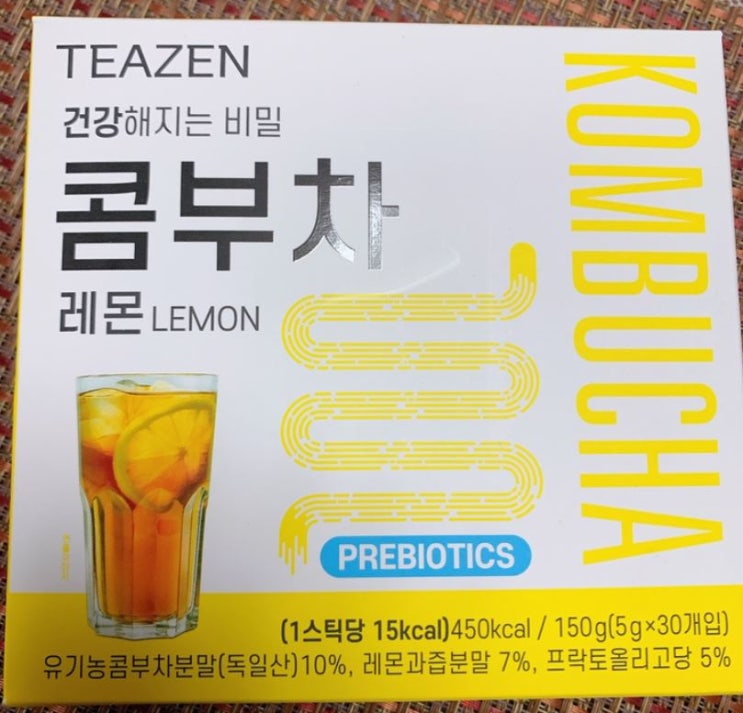 TEAZEN
건강해지는 비밀
콤부차
레몬 LEMON
KOMBUCHA
PREBIOTICS
(1스틱당 15kcal)450kcal / 150g(5g×30개입)
유기농콤부차분말(독일산)10%, 레몬과즙분말 7%, 프락토올리고당 5%